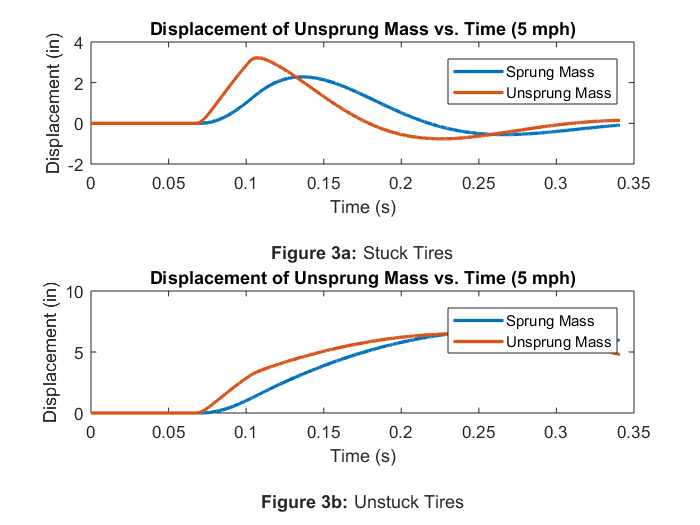 Displacement of Unsprung Mass vs. Time (5 mph)
Displacement (in)
4
2
0
-2
Sprung Mass
Unsprung Mass
0 0.05 0.1 0.15 0.2 0.25 0.3 0.35
Time (s)
Figure 3a: Stuck Tires
Displacement of Unsprung Mass vs. Time (5 mph)
Displacement (in)
10
5
0
Sprung Mass
Unsprung Mass
0 0.05 0.1 0.15 0.2 0.25 0.3 0.35
Time (s)
Figure 3b: Unstuck Tires